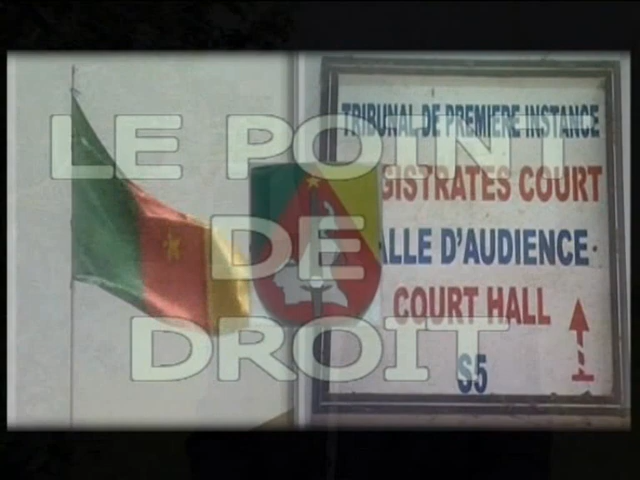 LE POINT
DE
DROIT
TRIBUNAL DE PREMIERE INSTANCE
GISTRATES COURT
ALLE D'AUDIENCE
COURT HALL
S5